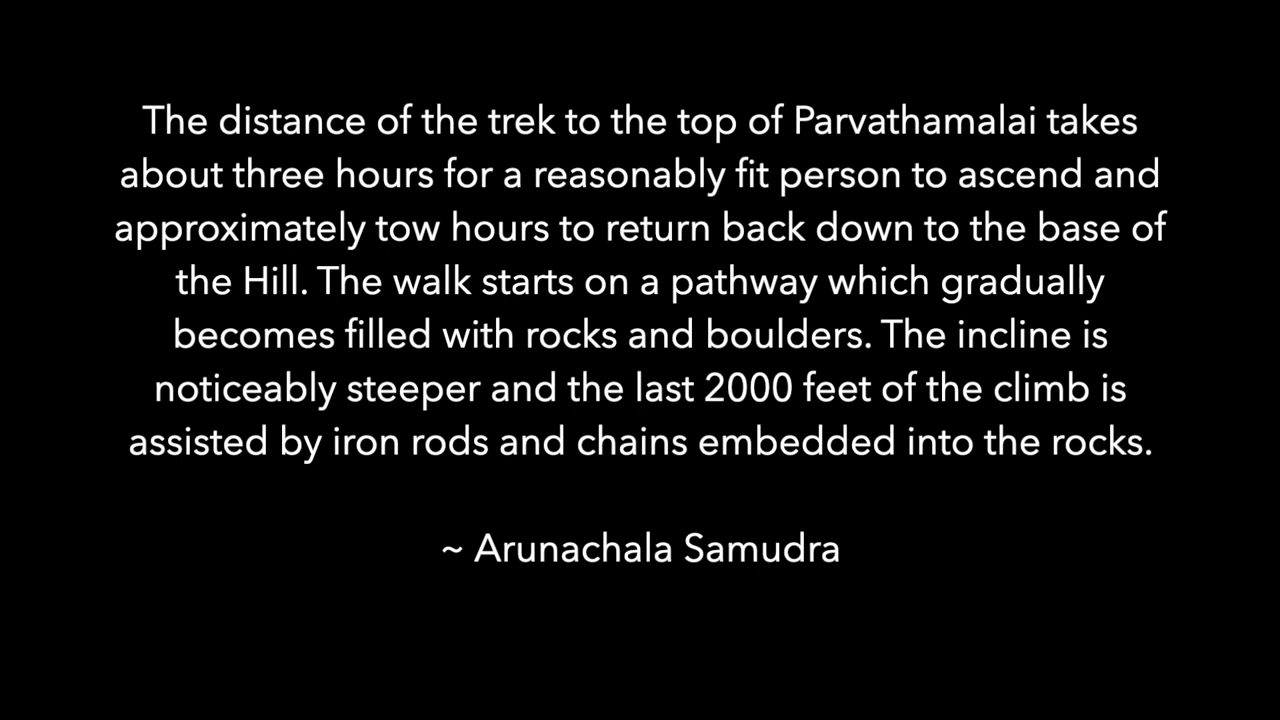 The distance of the trek to the top of Parvathamalai takes
about three hours for a reasonably fit person to ascend and
approximately tow hours to return back down to the base of
the Hill. The walk starts on a pathway which gradually
becomes filled with rocks and boulders. The incline is
noticeably steeper and the last 2000 feet of the climb is
assisted by iron rods and chains embedded into the rocks.
~ Arunachala Samudra